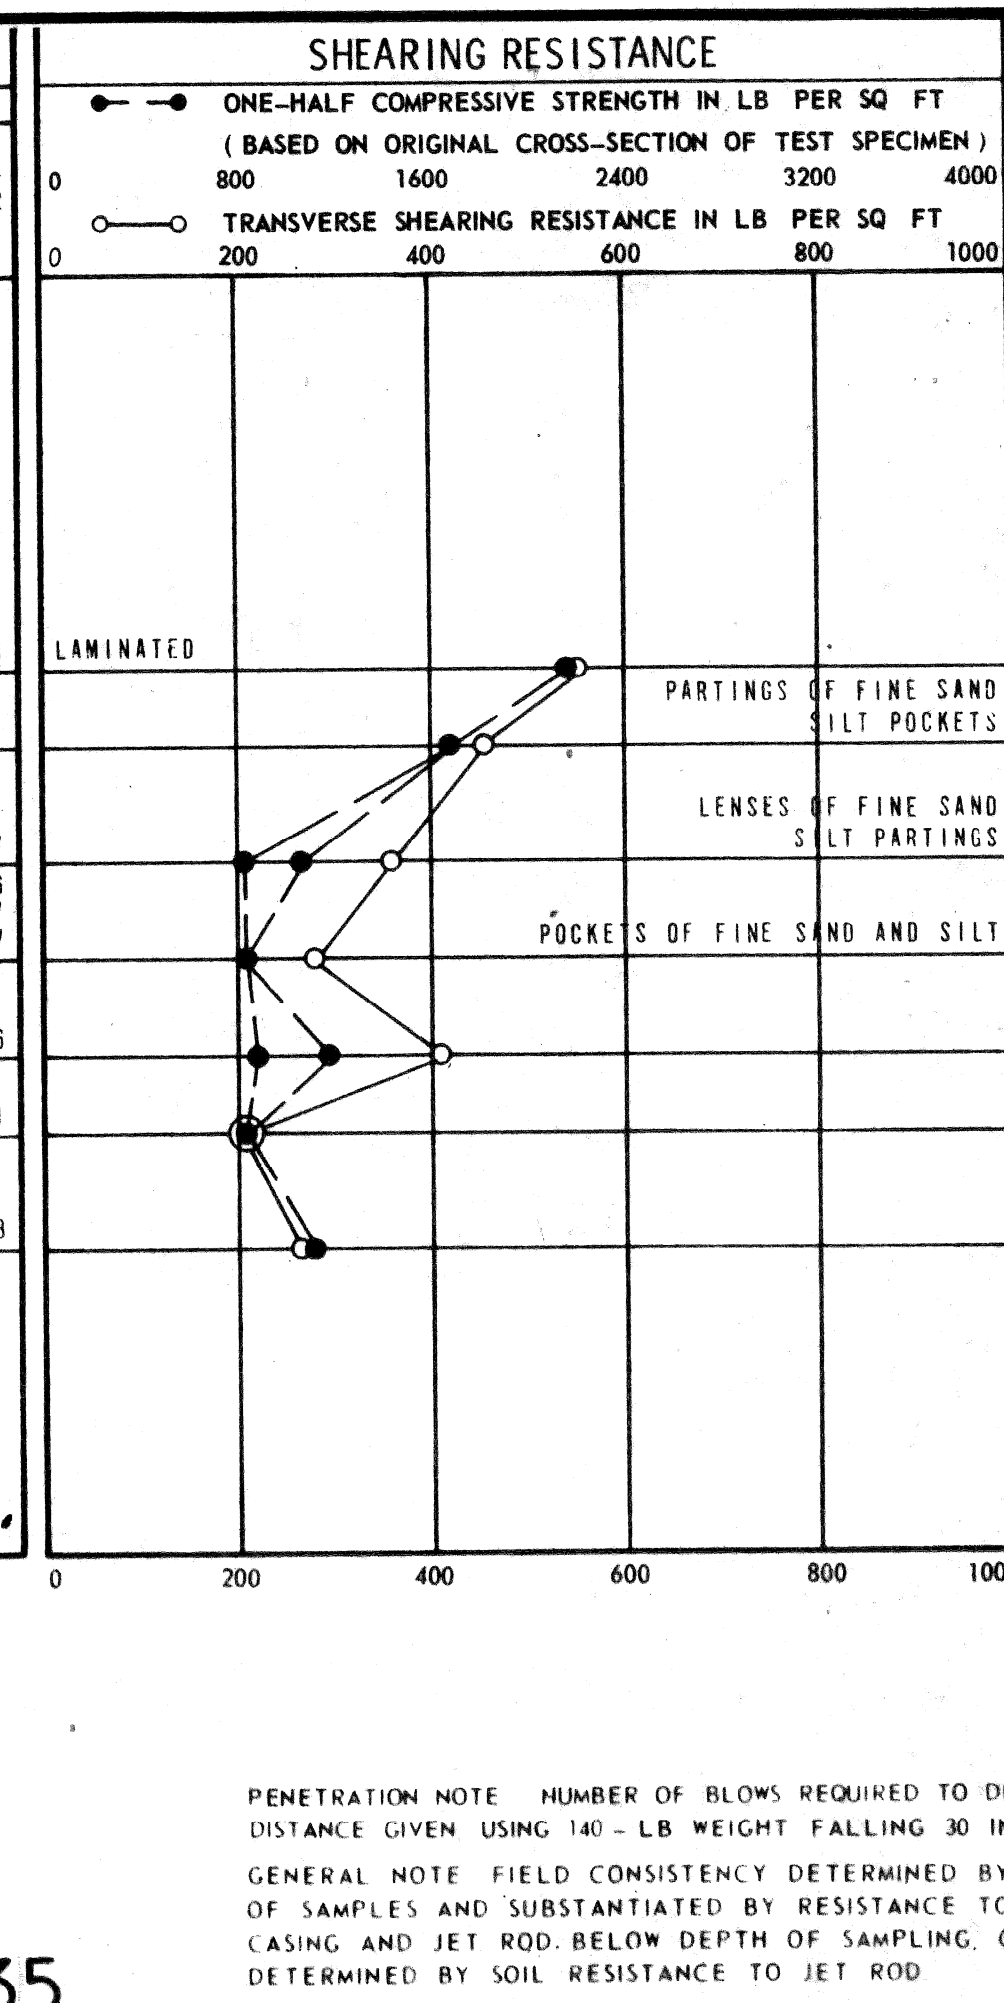 SHEARING RESISTANCE
ONE-HALF COMPRESSIVE STRENGTH IN LB PER SQ FT
(BASED ON ORIGINAL CROSS-SECTION OF TEST SPECIMEN)
0 800 1600 2400 3200 4000
TRANSVERSE SHEARING RESISTANCE IN LB PER SQ FT
0 200 400 600 800 1000
LAMINATED
PARTINGS OF FINE SAND
SILT POCKETS
LENSES OF FINE SAND
SILT PARTINGS
POCKETS OF FINE SAND AND SILT
0 200 400 600 800 100
PENETRATION NOTE NUMBER OF BLOWS REQUIRED TO
DISTANCE GIVEN USING 140-LB WEIGHT FALLING 30
GENERAL NOTE FIELD CONSISTENCY DETERMINED BY
OF SAMPLES AND SUBSTANTIATED BY RESISTANCE TO
CASING AND JET ROD. BELOW DEPTH OF SAMPLING,
DETERMINED BY SOIL RESISTANCE TO JET ROD
35